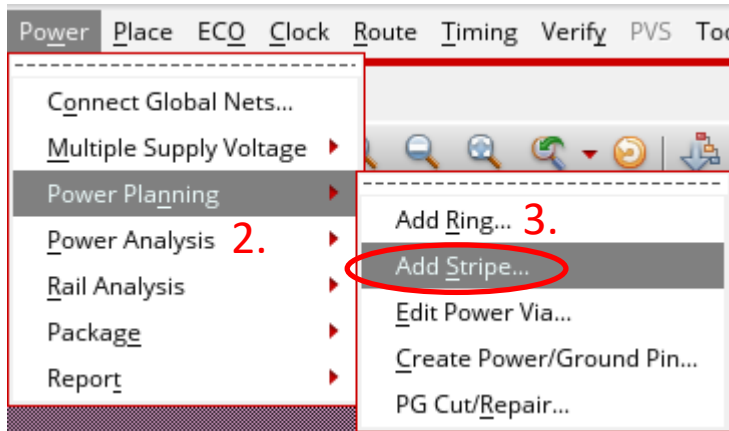 Power Place ECO Clock Route Timing Verify PVS Too
Connect Global Nets...
Multiple Supply Voltage
Power Planning
Power Analysis 2.
Rail Analysis
Package
Report
Add Ring... 3.
Add Stripe...
Edit Power Via...
Create Power/Ground Pin...
PG Cut/Repair...